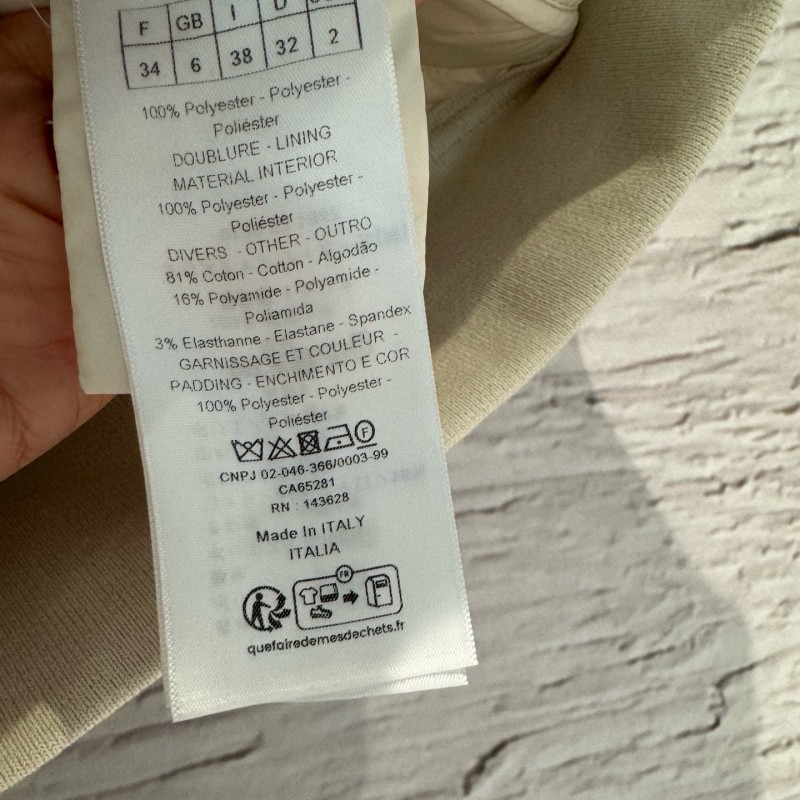 F GB I D
34 6 38 32 2
100% Polyester - Polyester -
Poliéster
DOUBLURE - LINING
MATERIAL INTERIOR
100% Polyester - Polyester -
Poliéster
DIVERS - OTHER - OUTRO
81% Coton - Cotton - Algodão
16% Polyamide - Polyamide -
Poliamida
3% Elasthanne - Elastane - Spandex
GARNISSAGE ET COULEUR -
PADDING - ENCHIMENTO E COR
100% Polyester - Polyester -
Poliéster
F
CNPJ 02-046-366/0003-99
CA65281
RN : 143628
Made In ITALY
ITALIA
FR
quefairedemesdechets.fr